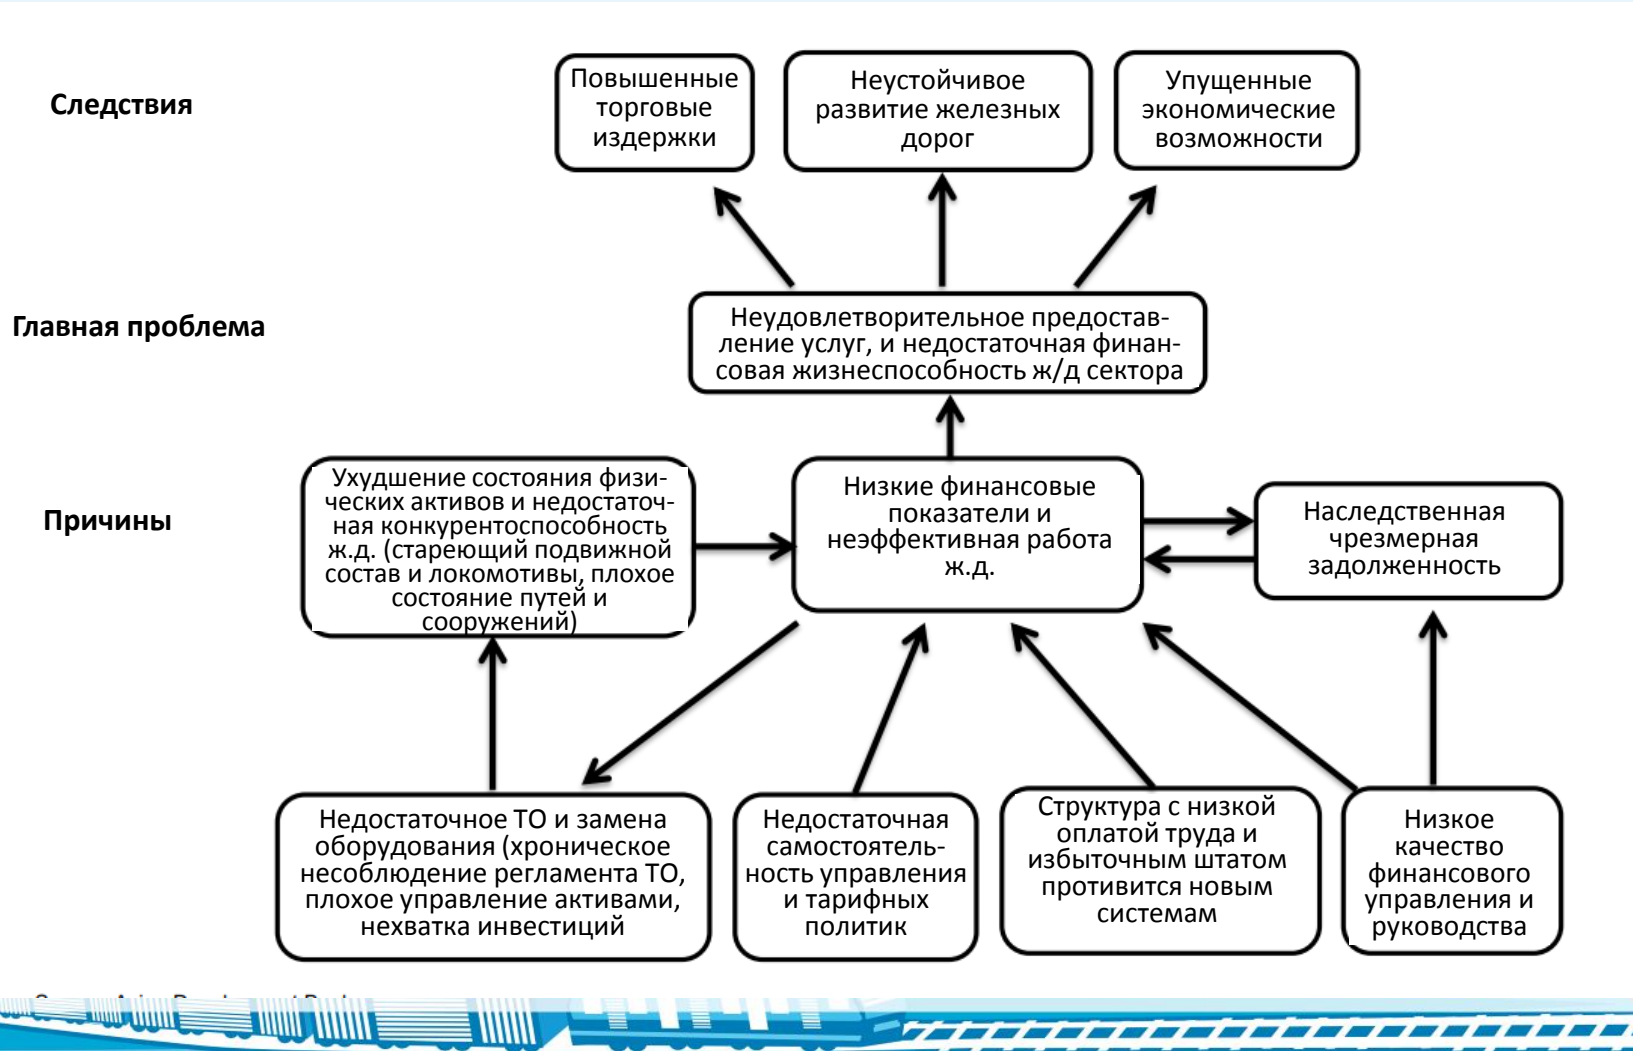 Следствия
Повышенные
торговые
издержки
Неустойчивое
развитие железных
дорог
Упущенные
экономические
возможности
Главная проблема
Неудовлетворительное предостав-
ление услуг, и недостаточная финан-
совая жизнеспособность ж/д сектора
Причины
Ухудшение состояния физи-
ческих активов и недостаточ-
ная конкурентоспособность
ж.д. (стареющий подвижной
состав и локомотивы, плохое
состояние путей и
сооружений)
Низкие финансовые
показатели и
неэффективная работа
ж.д.
Наследственная
чрезмерная
задолженность
Недостаточное ТО и замена
оборудования (хроническое
несоблюдение регламента ТО,
плохое управление активами,
нехватка инвестиций
Недостаточная
самостоятель-
ность управления
и тарифных
политик
Структура с низкой
оплатой труда и
избыточным штатом
противится новым
системам
Низкое
качество
финансового
управления и
руководства